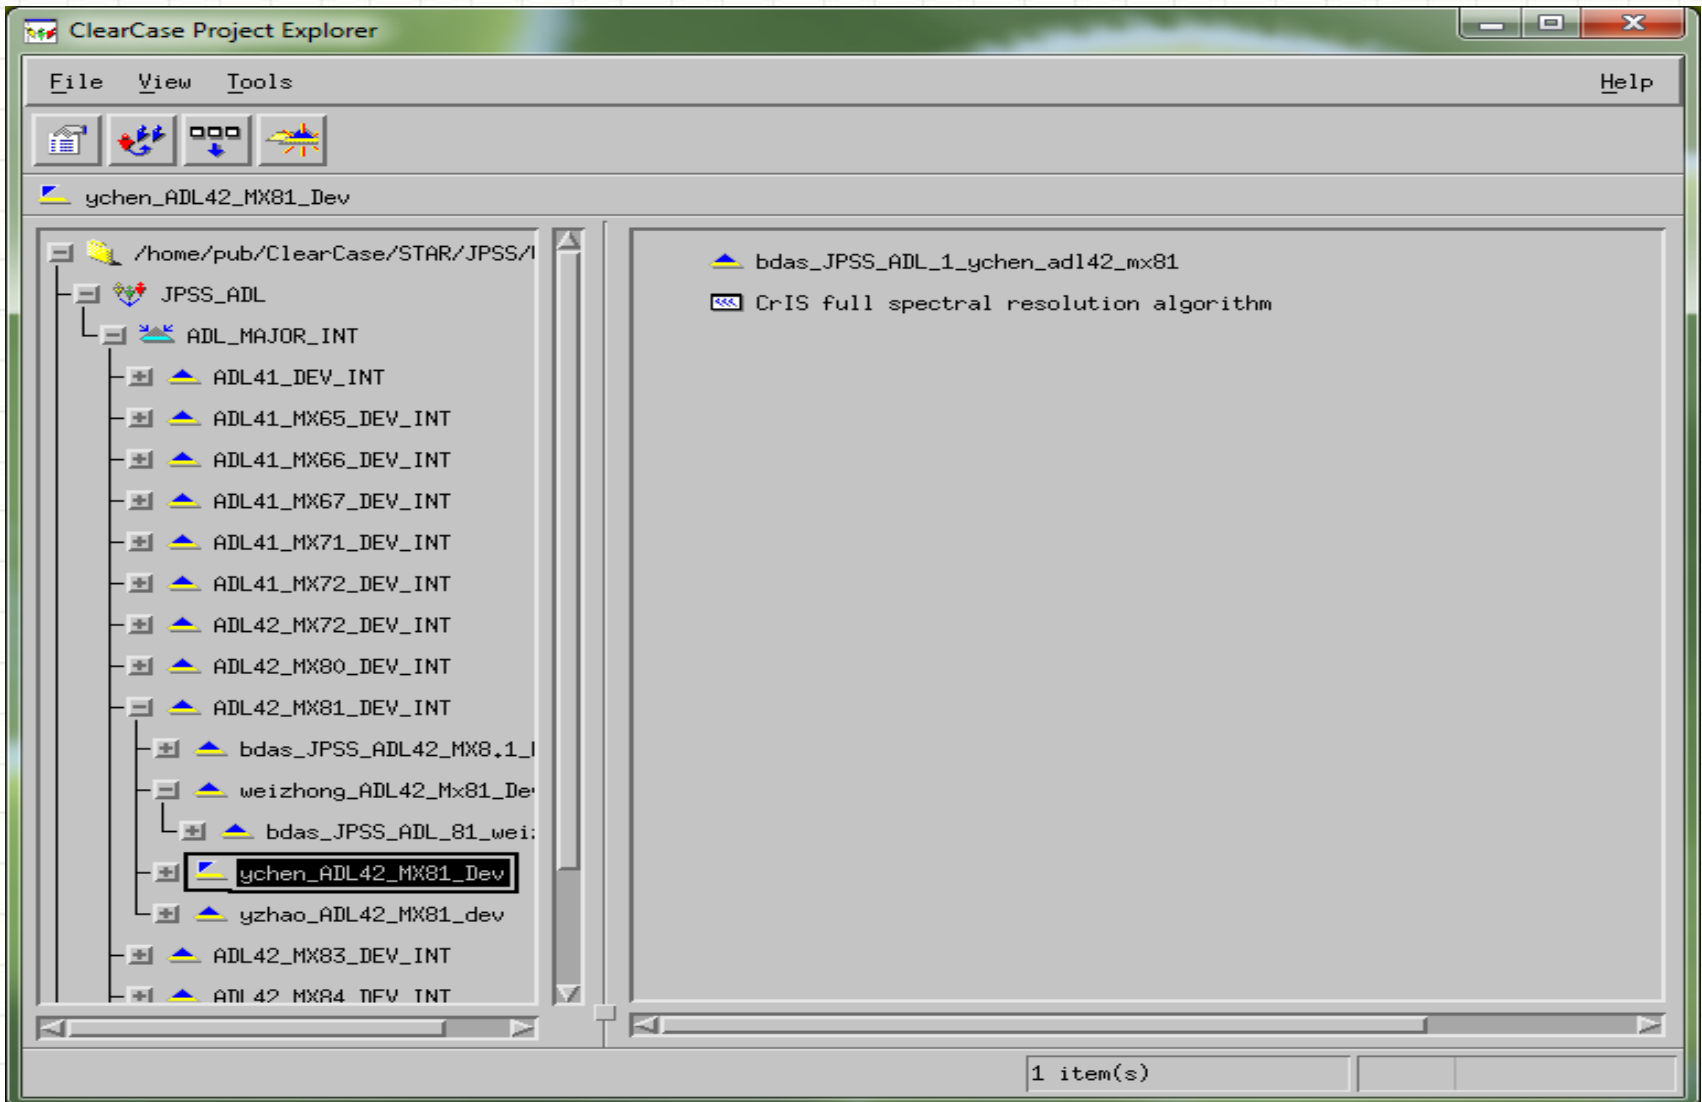 ClearCase Project Explorer
File View Tools Help
ychen_ADL42_MX81_Dev
/home/pub/ClearCase/STAR/JPSS/
JPSS_ADL
ADL_MAJOR_INT
ADL41_DEV_INT
ADL41_MX65_DEV_INT
ADL41_MX66_DEV_INT
ADL41_MX67_DEV_INT
ADL41_MX71_DEV_INT
ADL41_MX72_DEV_INT
ADL42_MX72_DEV_INT
ADL42_MX80_DEV_INT
ADL42_MX81_DEV_INT
bdas_JPSS_ADL42_MX8.1_
weizhong_ADL42_Mx81_De
bdas_JPSS_ADL_81_wei
ychen_ADL42_MX81_Dev
yzhao_ADL42_MX81_dev
ADL42_MX83_DEV_INT
ADL42_MX84_DEV_INT
bdas_JPSS_ADL_1_ychen_adl42_mx81
CrIS full spectral resolution algorithm
1 item(s)